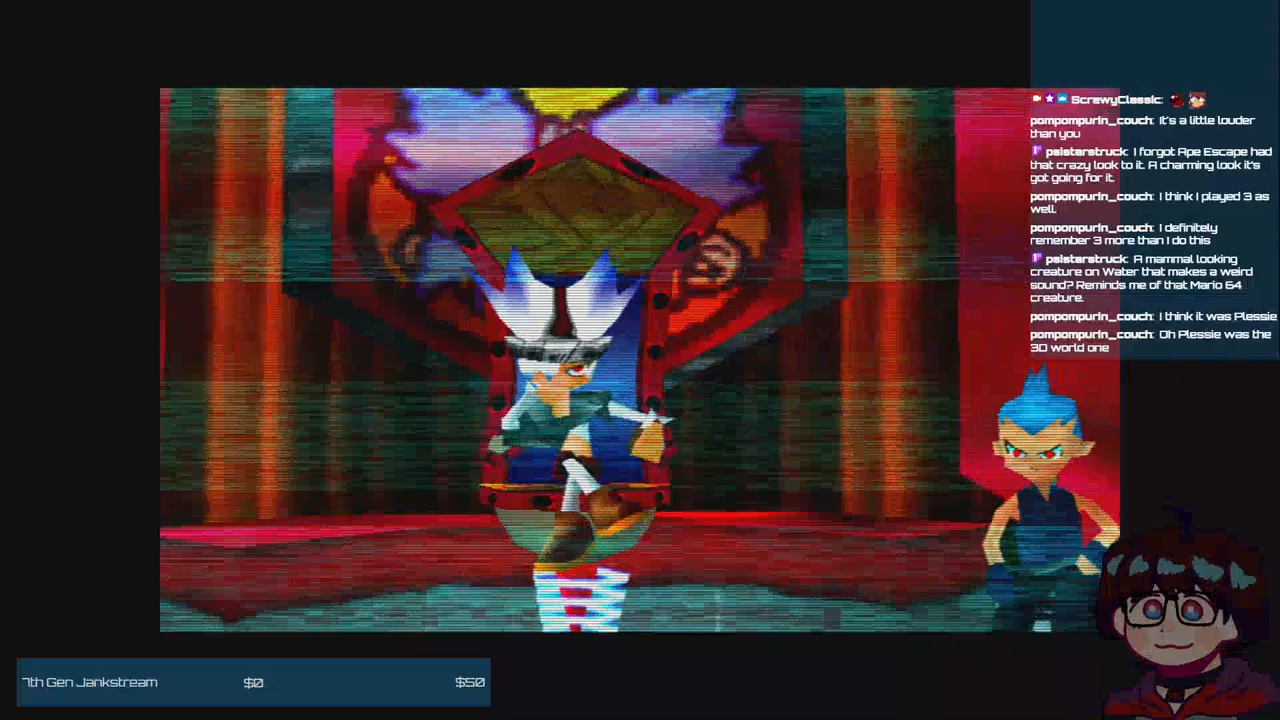 ScrawyClassic:
pompompurin_couch: It's a little louder
than you
psistarstruck: I forgot Ape Escape had
that crazy look to it. A charming look it's
got going for it.
pompompurin_couch: I think I played 3 as
well.
pompompurin_couch: I definitely
remember 3 more than I do this
psistarstruck: A mammal looking
creature on Water that makes a weird
sound? Reminds me of that Mario 64
creature.
pompompurin_couch: I think it was Plessie
pompompurin_couch: Oh Plessie was the
3D world one
7th Gen Jankstream $0 $50